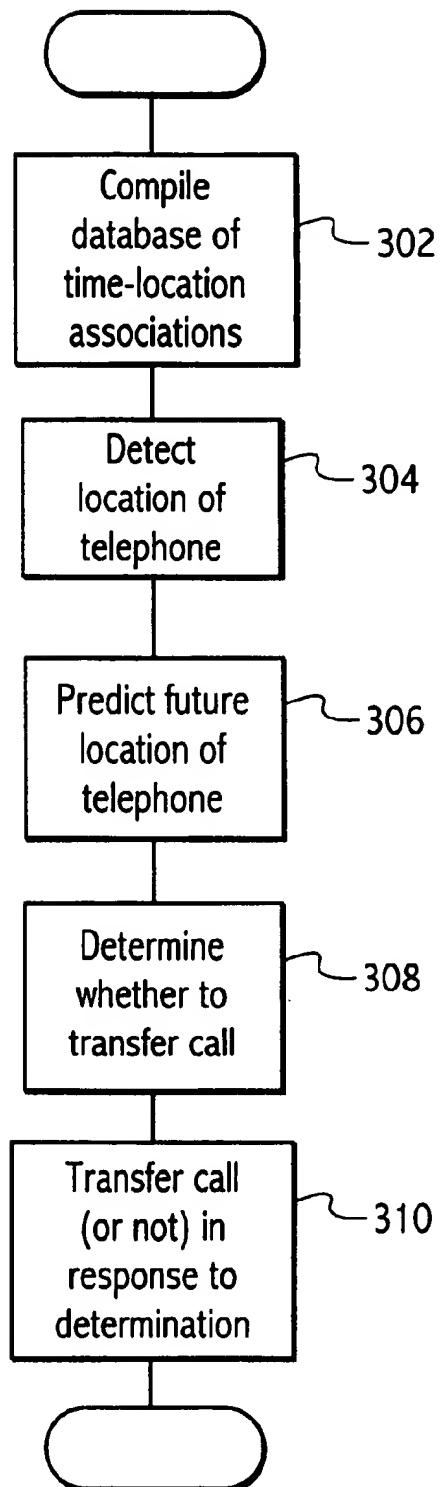 Compile
database of
time-location
associations
302
Detect
location of
telephone
304
Predict future
location of
telephone
306
Determine
whether to
transfer call
308
Transfer call
(or not) in
response to
determination
310